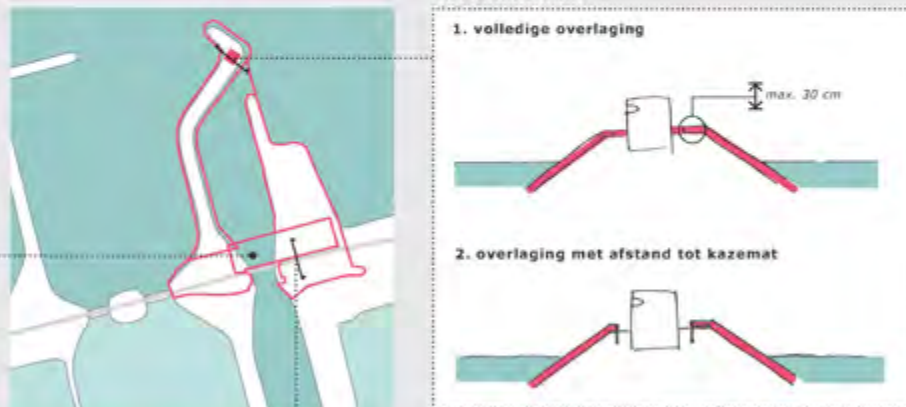 1. volledige overlaging
max. 30 cm
2. overlaging met afstand tot kazemat